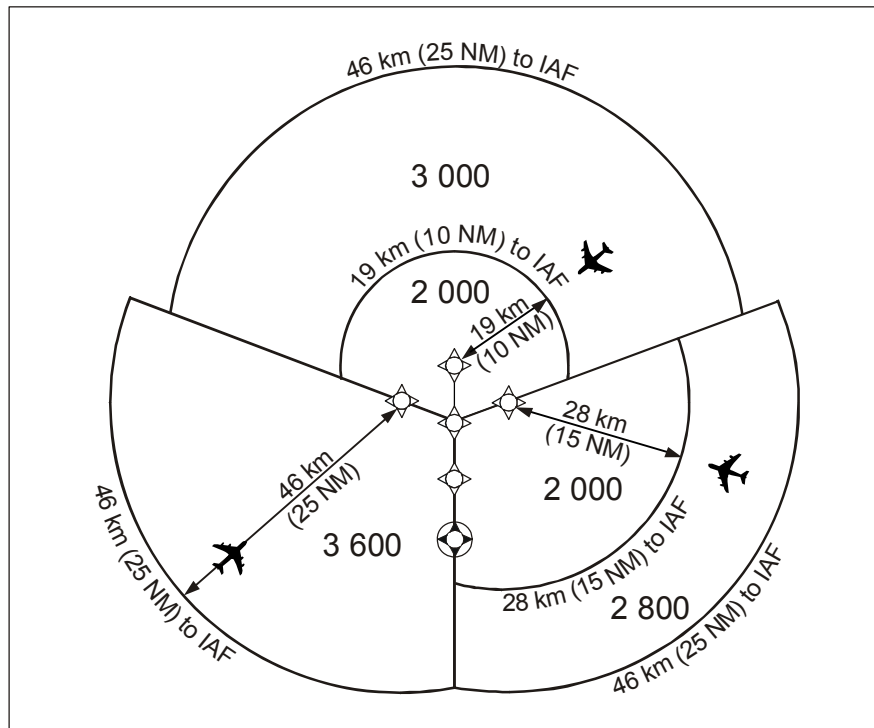 46 km (25 NM) to IAF
3 000
19 km (10 NM) to IAF
2 000
19 km
(10 NM)
28 km
(15 NM)
46 km
(25 NM)
2 000
3 600
28 km (15 NM) to IAF
2 800
46 km (25 NM) to IAF
46 km (25 NM) to IAF